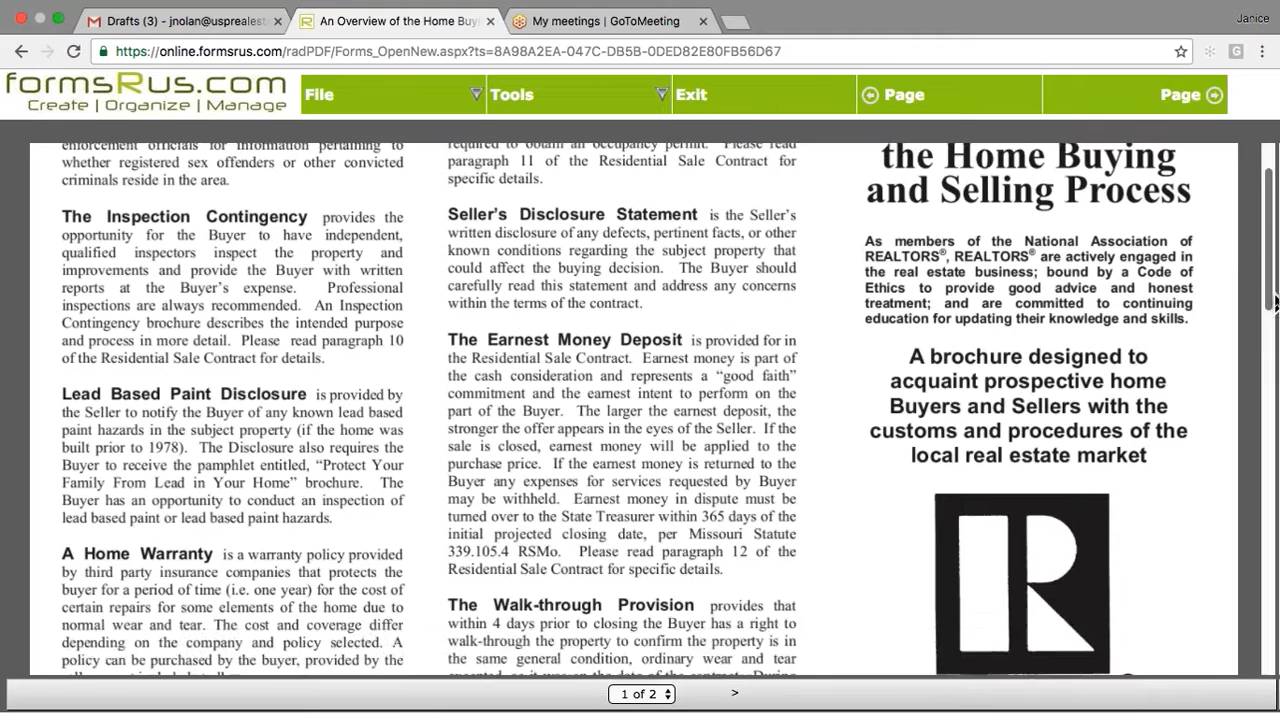 Drafts (3) - jnolan@usprealest
An Overview of the Home Buyi
My meetings | GoToMeeting
Janice
https://online.formsrus.com/radPDF/Forms_OpenNew.aspx?ts=8A98A2EA-047C-DB5B-0DED82E80FB56D67
formsRus.com
Create | Organize | Manage
File
Tools
Exit
Page
Page
enforcement officials for information pertaining to
whether registered sex offenders or other convicted
criminals reside in the area.
The Inspection Contingency provides the
opportunity for the Buyer to have independent,
qualified inspectors inspect the property and
improvements and provide the Buyer with written
reports at the Buyer's expense. Professional
inspections are always recommended. An Inspection
Contingency brochure describes the intended purpose
and process in more detail. Please read paragraph 10
of the Residential Sale Contract for details.
Lead Based Paint Disclosure is provided by
the Seller to notify the Buyer of any known lead based
paint hazards in the subject property (if the home was
built prior to 1978). The Disclosure also requires the
Buyer to receive the pamphlet entitled, "Protect Your
Family From Lead in Your Home" brochure. The
Buyer has an opportunity to conduct an inspection of
lead based paint or lead based paint hazards.
A Home Warranty is a warranty policy provided
by third party insurance companies that protects the
buyer for a period of time (i.e. one year) for the cost of
certain repairs for some elements of the home due to
normal wear and tear. The cost and coverage differ
depending on the company and policy selected. A
policy can be purchased by the buyer, provided by the
required to obtain an occupancy permit. Please read
paragraph 11 of the Residential Sale Contract for
specific details.
Seller's Disclosure Statement is the Seller's
written disclosure of any defects, pertinent facts, or other
known conditions regarding the subject property that
could affect the buying decision. The Buyer should
carefully read this statement and address any concerns
within the terms of the contract.
The Earnest Money Deposit is provided for in
the Residential Sale Contract. Earnest money is part of
the cash consideration and represents a "good faith"
commitment and the earnest intent to perform on the
part of the Buyer. The larger the earnest deposit, the
stronger the offer appears in the eyes of the Seller. If the
sale is closed, earnest money will be applied to the
purchase price. If the earnest money is returned to the
Buyer any expenses for services requested by Buyer
may be withheld. Earnest money in dispute must be
turned over to the State Treasurer within 365 days of the
initial projected closing date, per Missouri Statute
339.105.4 RSMo. Please read paragraph 12 of the
Residential Sale Contract for specific details.
The Walk-through Provision provides that
within 4 days prior to closing the Buyer has a right to
walk-through the property to confirm the property is in
the same general condition, ordinary wear and tear
the Home Buying
and Selling Process
As members of the National Association of
REALTORS®, REALTORS® are actively engaged in
the real estate business; bound by a Code of
Ethics to provide good advice and honest
treatment; and are committed to continuing
education for updating their knowledge and skills.
A brochure designed to
acquaint prospective home
Buyers and Sellers with the
customs and procedures of the
local real estate market
R
1 of 2
>